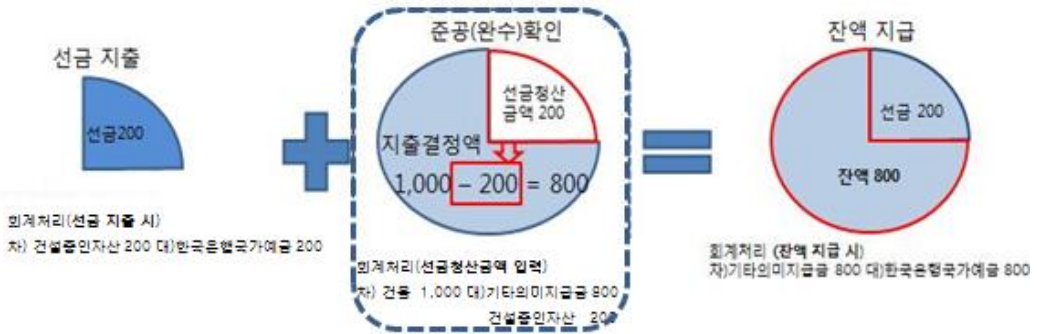 선금 지출
선금200
회계처리(선금 지출 시)
차) 건설중인자산 200 대)한국은행국가예금 200
준공(완수)확인
선금정산
금액 200
지출결정액
1,000 – 200 = 800
회계처리(선금청산금액 입력)
차) 건물 1,000 대)기타의미지급금 800
건설중인자산 200
잔액 지급
선금 200
잔액 800
회계처리 (잔액 지급 시)
차)기타의미지급금 800 대)한국은행국가예금 800